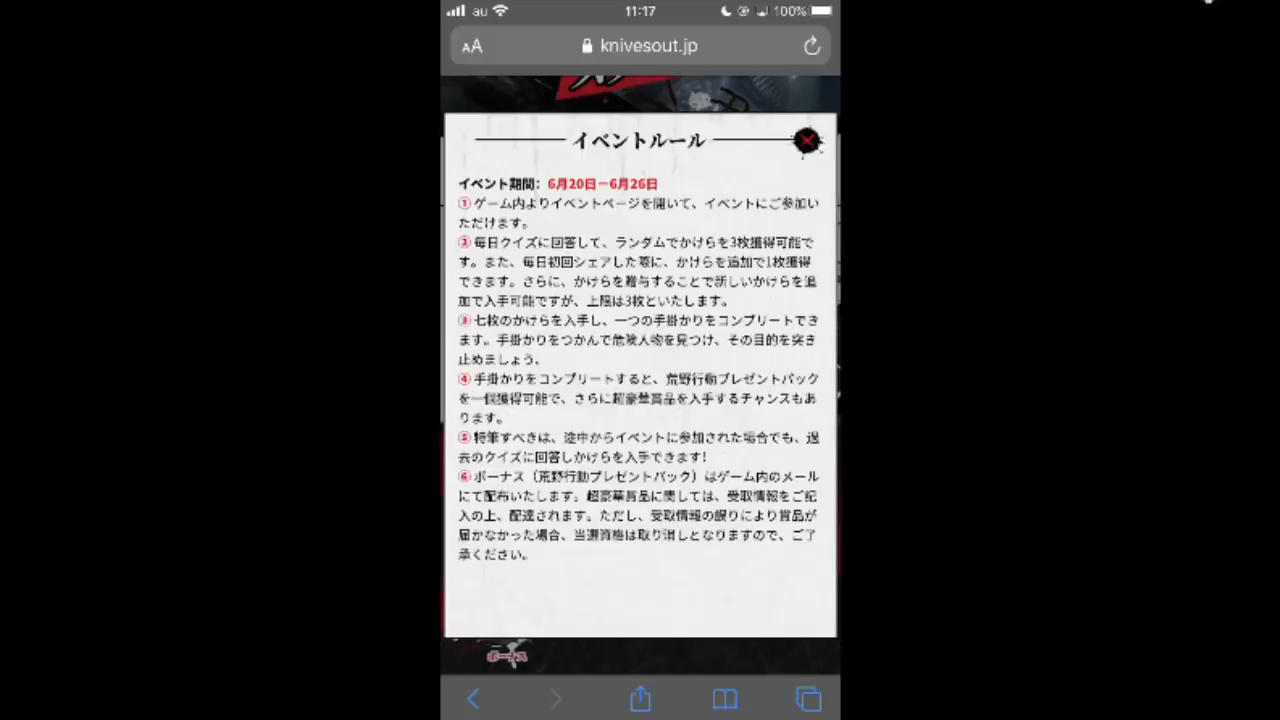 au
11:17
100%
AA
knivesout.jp
イベントルール
イベント期間：6月20日－6月26日
①ゲーム内よりイベントページを開いて、イベントにご参加い
ただけます。
②毎日クイズに回答して、ランダムでかけらを3枚獲得可能で
す。また、毎日初回シェアした際に、かけらを追加で1枚獲得
できます。さらに、かけらを贈与することで新しいかけらを追
加で入手可能ですが、上限は3枚といたします。
③七枚のかけらを入手し、一つの手掛かりをコンプリートでき
ます。手掛かりをつかんで危険人物を見つけ、その目的を突き
止めましょう。
④手掛かりをコンプリートすると、荒野行動プレゼントパック
を一個獲得可能で、さらに超豪華賞品を入手するチャンスもあ
ります。
⑤特筆すべきは、途中からイベントに参加された場合でも、過
去のクイズに回答しかけらを入手できます!
⑥ボーナス（荒野行動プレゼントパック）はゲーム内のメール
にて配布いたします。超豪華賞品に関しては、受取情報をご記
入の上、配達されます。ただし、受取情報の誤りにより賞品が
届かなかった場合、当選資格は取り消しとなりますので、ご了
承ください。
ボーナス